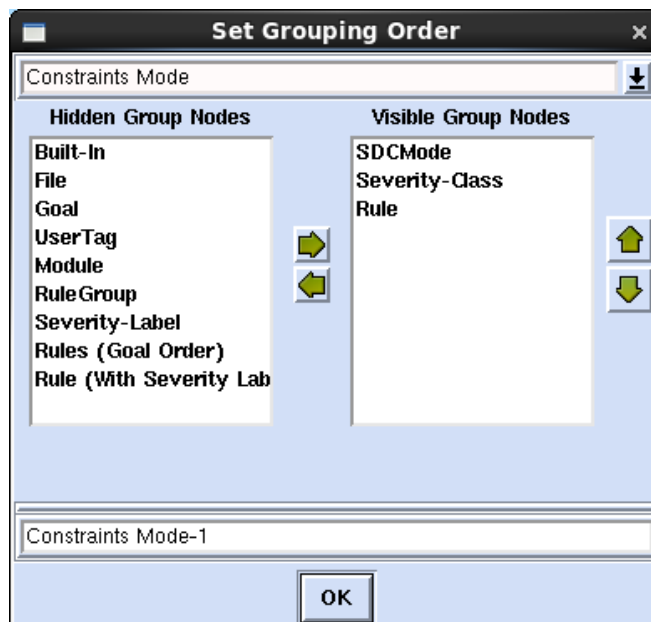 Set Grouping Order
Constraints Mode
Hidden Group Nodes
Built-In
File
Goal
UserTag
Module
RuleGroup
Severity-Label
Rules (Goal Order)
Rule (With Severity Lab
Visible Group Nodes
SDCMode
Severity-Class
Rule
Constraints Mode-1
OK